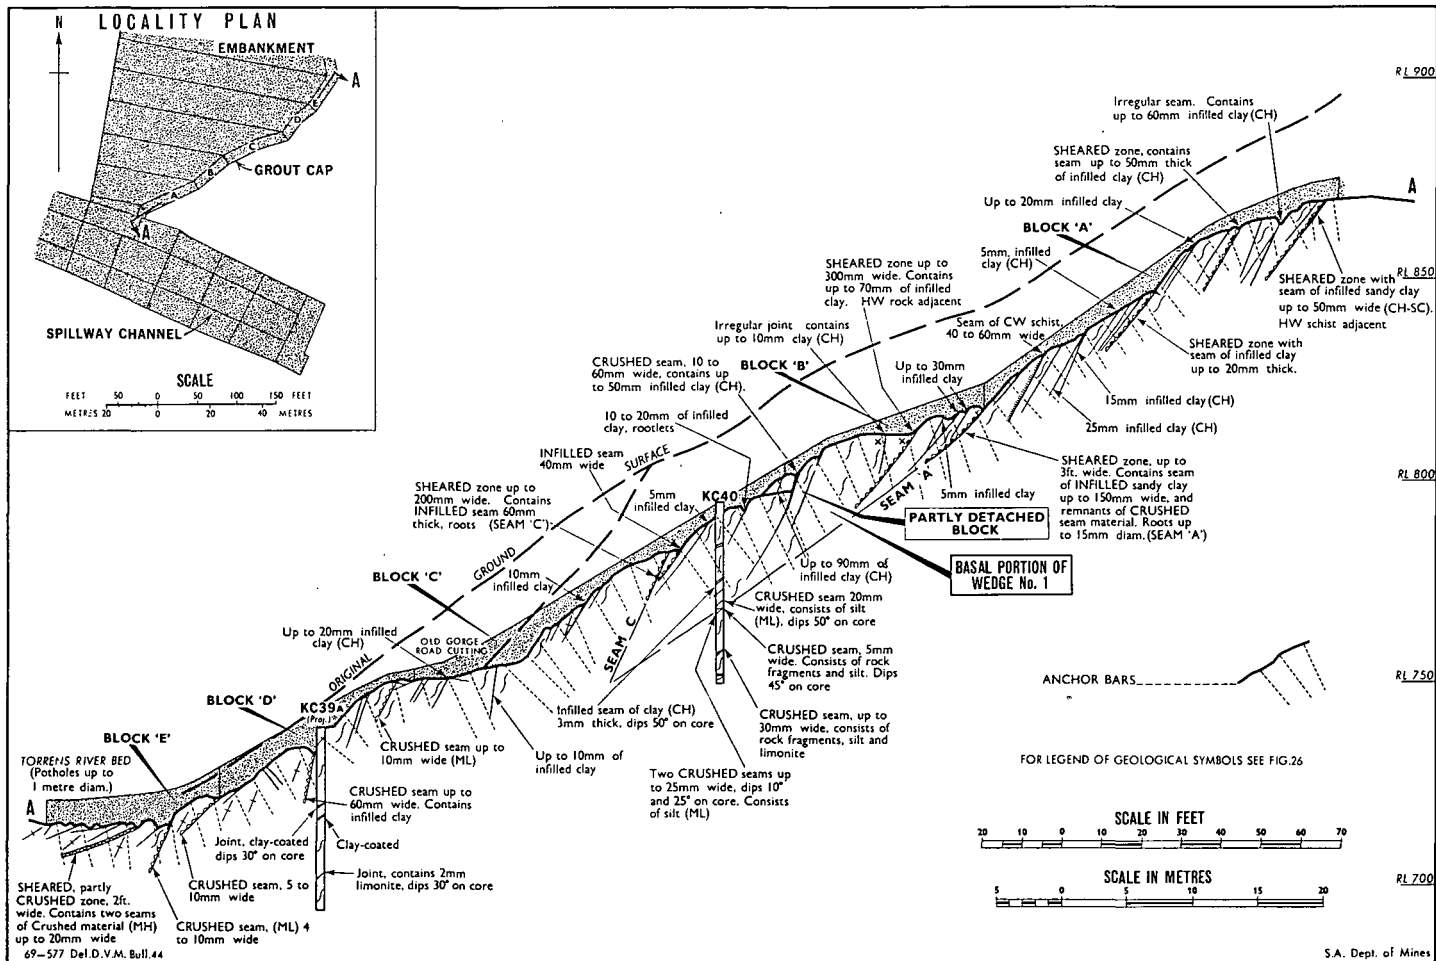 LOCALITY PLAN
N
EMBANKMENT
A
E
D
C
B
A
GROUT CAP
A
SPILLWAY CHANNEL
SCALE
FEET 50 0 50 100 150 FEET
METRES 20 0 20 40 METRES
RL 900
RL 850
RL 800
RL 750
RL 700
A
Irregular seam. Contains
up to 60mm infilled clay (CH)
SHEARED zone, contains
seam up to 50mm thick
of infilled clay (CH)
Up to 20mm infilled clay
BLOCK 'A'
5mm, infilled
clay (CH)
SHEARED zone up to
300mm wide. Contains
up to 70mm of infilled
clay. HW rock adjacent
Seam of CW schist,
40 to 60mm wide
SHEARED zone with
seam of infilled sandy clay
up to 50mm wide (CH-SC).
HW schist adjacent
SHEARED zone with
seam of infilled clay
up to 20mm thick.
Irregular joint contains
up to 10mm clay (CH)
BLOCK 'B'
Up to 30mm
infilled clay
15mm infilled clay (CH)
25mm infilled clay (CH)
CRUSHED seam, 10 to
60mm wide, contains up
to 50mm infilled clay (CH).
10 to 20mm of infilled
clay, rootlets
x x
SEAM 'A'
5mm infilled clay
SHEARED zone, up to
3ft. wide. Contains seam
of INFILLED sandy clay
up to 150mm wide, and
remnants of CRUSHED
seam material. Roots up
to 15mm diam. (SEAM 'A')
INFILLED seam
40mm wide
SURFACE
GROUND
ORIGINAL
SHEARED zone up to
200mm wide. Contains
INFILLED seam 60mm
thick, roots (SEAM 'C')
5mm
infilled clay
KC40
PARTLY DETACHED
BLOCK
BASAL PORTION OF
WEDGE No. 1
Up to 90mm of
infilled clay (CH)
BLOCK 'C'
10mm
infilled clay
SEAM C
CRUSHED seam 20mm
wide, consists of silt
(ML), dips 50° on core
CRUSHED seam, 5mm
wide. Consists of rock
fragments and silt. Dips
45° on core
CRUSHED seam, up to
30mm wide, consists of
rock fragments, silt and
limonite
Up to 20mm infilled
clay (CH)
OLD GORGE
ROAD CUTTING
Infilled seam of clay (CH)
3mm thick, dips 50° on core
Two CRUSHED seams up
to 25mm wide, dips 10°
and 25° on core. Consists
of silt (ML)
BLOCK 'D'
KC39A
(Proj.)
CRUSHED seam up to
10mm wide (ML)
Up to 10mm of
infilled clay
BLOCK 'E'
TORRENS RIVER BED
(Potholes up to
1 metre diam.)
A
CRUSHED seam up to
60mm wide. Contains
infilled clay
Joint, clay-coated
dips 30° on core
Clay-coated
Joint, contains 2mm
limonite, dips 30° on core
SHEARED, partly
CRUSHED zone, 2ft.
wide. Contains two seams
of Crushed material (MH)
up to 20mm wide
CRUSHED seam, 5 to
10mm wide
CRUSHED seam, (ML) 4
to 10mm wide
ANCHOR BARS
FOR LEGEND OF GEOLOGICAL SYMBOLS SEE FIG.26
SCALE IN FEET
20 10 0 10 20 30 40 50 60 70
SCALE IN METRES
5 0 5 10 15 20
69–577 Del.D.V.M. Bull.44
S.A. Dept. of Mines